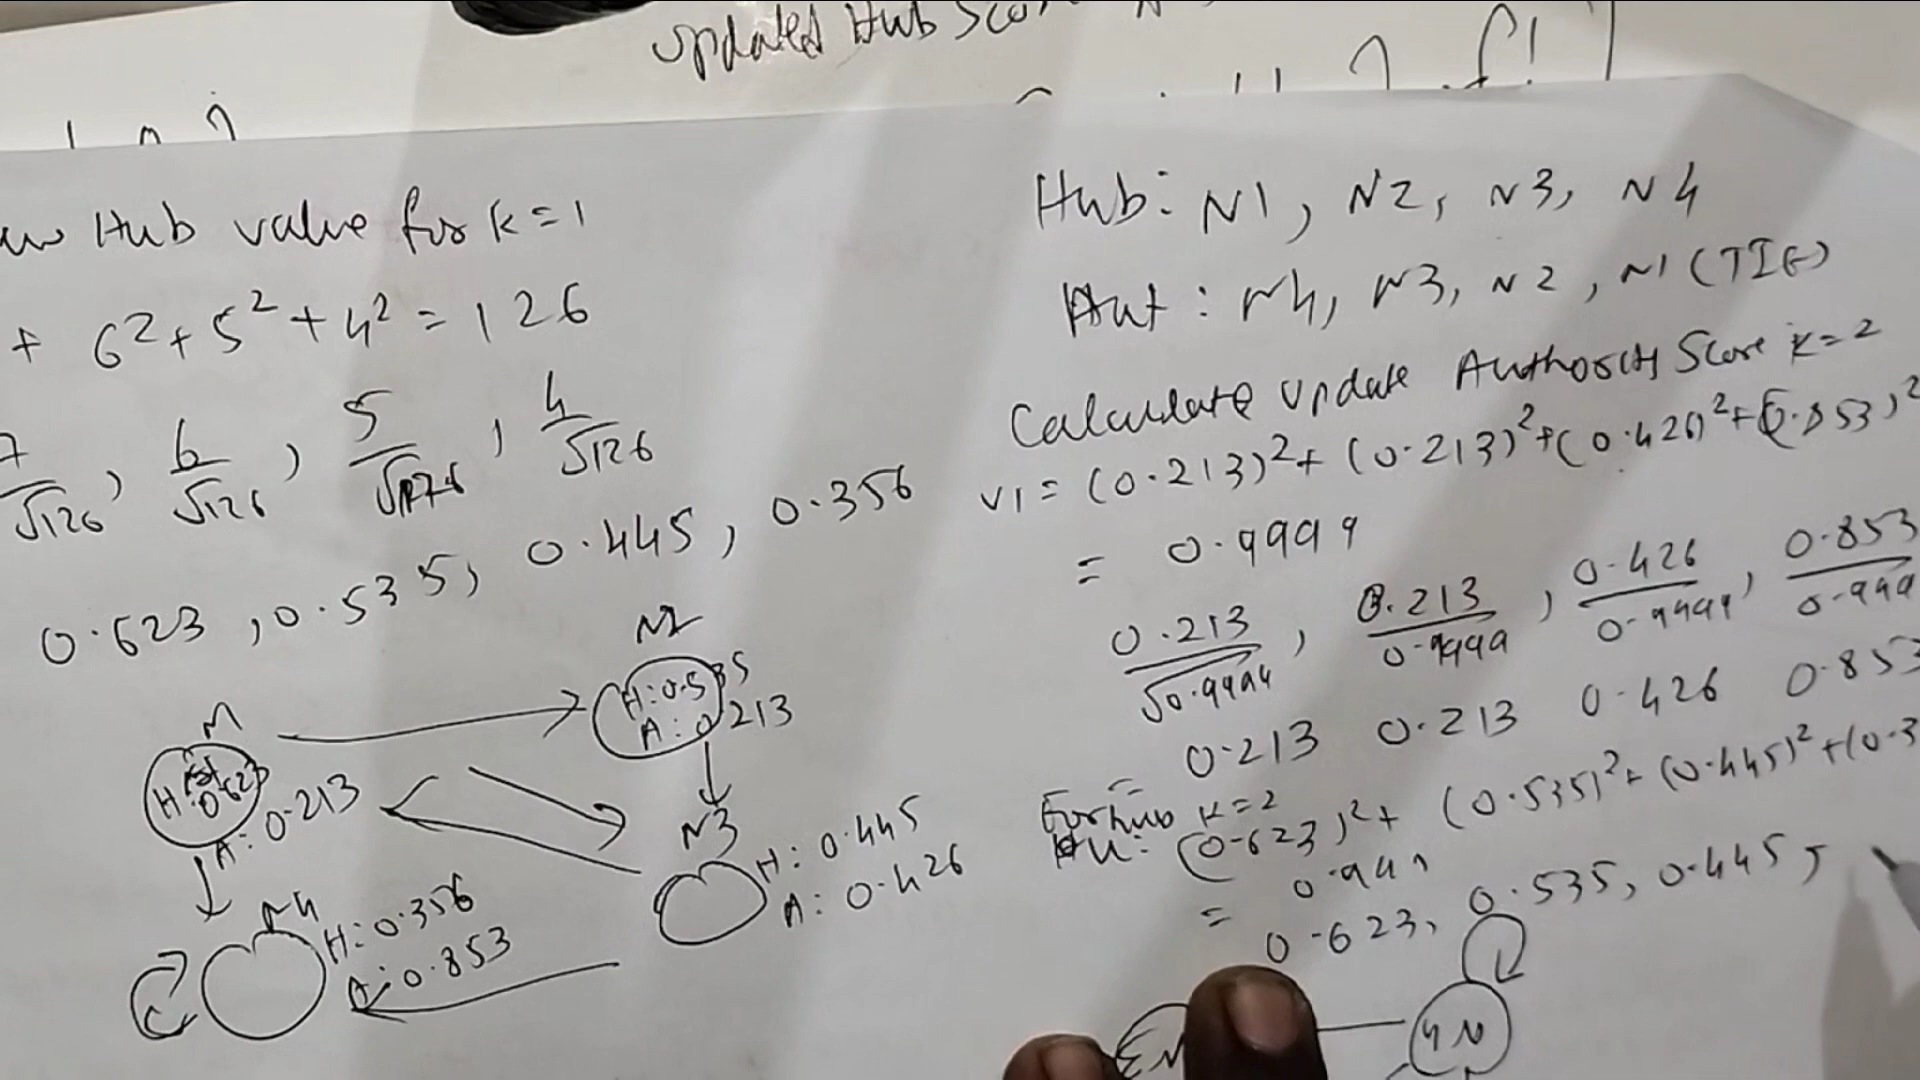 updated Hub Sco
Hub value for k=1
+ 6²+5²+4²=126
7/√126, 6/√126, 5/√126, 4/√126
0.623, 0.535, 0.445, 0.356
N2
H:0.535
A:0.213
H:0.623
A:0.213
N3
H:0.445
A:0.426
N4
H:0.356
A:0.853
Hub: N1, N2, N3, N4
Aut: N4, N3, N2, N1 (TIE)
Calculate update Authority Score k=2
V1=(0.213)²+(0.213)²+(0.426)²+(0.853)²
= 0.9999
0.213/√0.9999, 0.213/0.9999, 0.426/0.9999, 0.853/0.999
= 0.213 0.213 0.426 0.853
For hub k=2
(0.623)²+(0.535)²+(0.445)²+(0.3
=
0.623, 0.535, 0.445,
4N